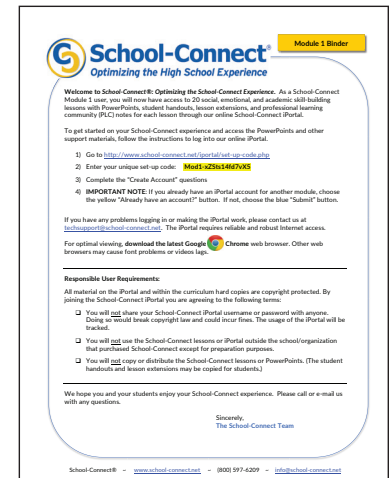 Module 1 Binder
School-Connect®
Optimizing the High School Experience
Welcome to School-Connect®: Optimizing the School-Connect Experience. As a School-Connect
Module 1 user, you will now have access to 20 social, emotional, and academic skill-building
lessons with PowerPoints, student handouts, lesson extensions, and professional learning
community (PLC) notes for each lesson through our online School-Connect iPortal.
To get started on your School-Connect experience and access the PowerPoints and other
support materials, follow the instructions to log into our online iPortal.
1) Go to http://www.school-connect.net/iportal/set-up-code.php
2) Enter your unique set-up code: Mod1-xZSts14fd7vX5
3) Complete the "Create Account" questions
4) IMPORTANT NOTE: If you already have an iPortal account for another module, choose
the yellow "Already have an account?" button. If not, choose the blue "Submit" button.
If you have any problems logging in or making the iPortal work, please contact us at
techsupport@school-connect.net. The iPortal requires reliable and robust Internet access.
For optimal viewing, download the latest Google Chrome web browser. Other web
browsers may cause font problems or videos lags.
Responsible User Requirements:
All material on the iPortal and within the curriculum hard copies are copyright protected. By
joining the School-Connect iPortal you are agreeing to the following terms:
❑ You will not share your School-Connect iPortal username or password with anyone.
Doing so would break copyright law and could incur fines. The usage of the iPortal will be
tracked.
❑ You will not use the School-Connect lessons or iPortal outside the school/organization
that purchased School-Connect except for preparation purposes.
❑ You will not copy or distribute the School-Connect lessons or PowerPoints. (The student
handouts and lesson extensions may be copied for students.)
We hope you and your students enjoy your School-Connect experience. Please call or e-mail us
with any questions.
Sincerely,
The School-Connect Team
School-Connect® ~ www.school-connect.net ~ (800) 597-6209 ~ info@school-connect.net